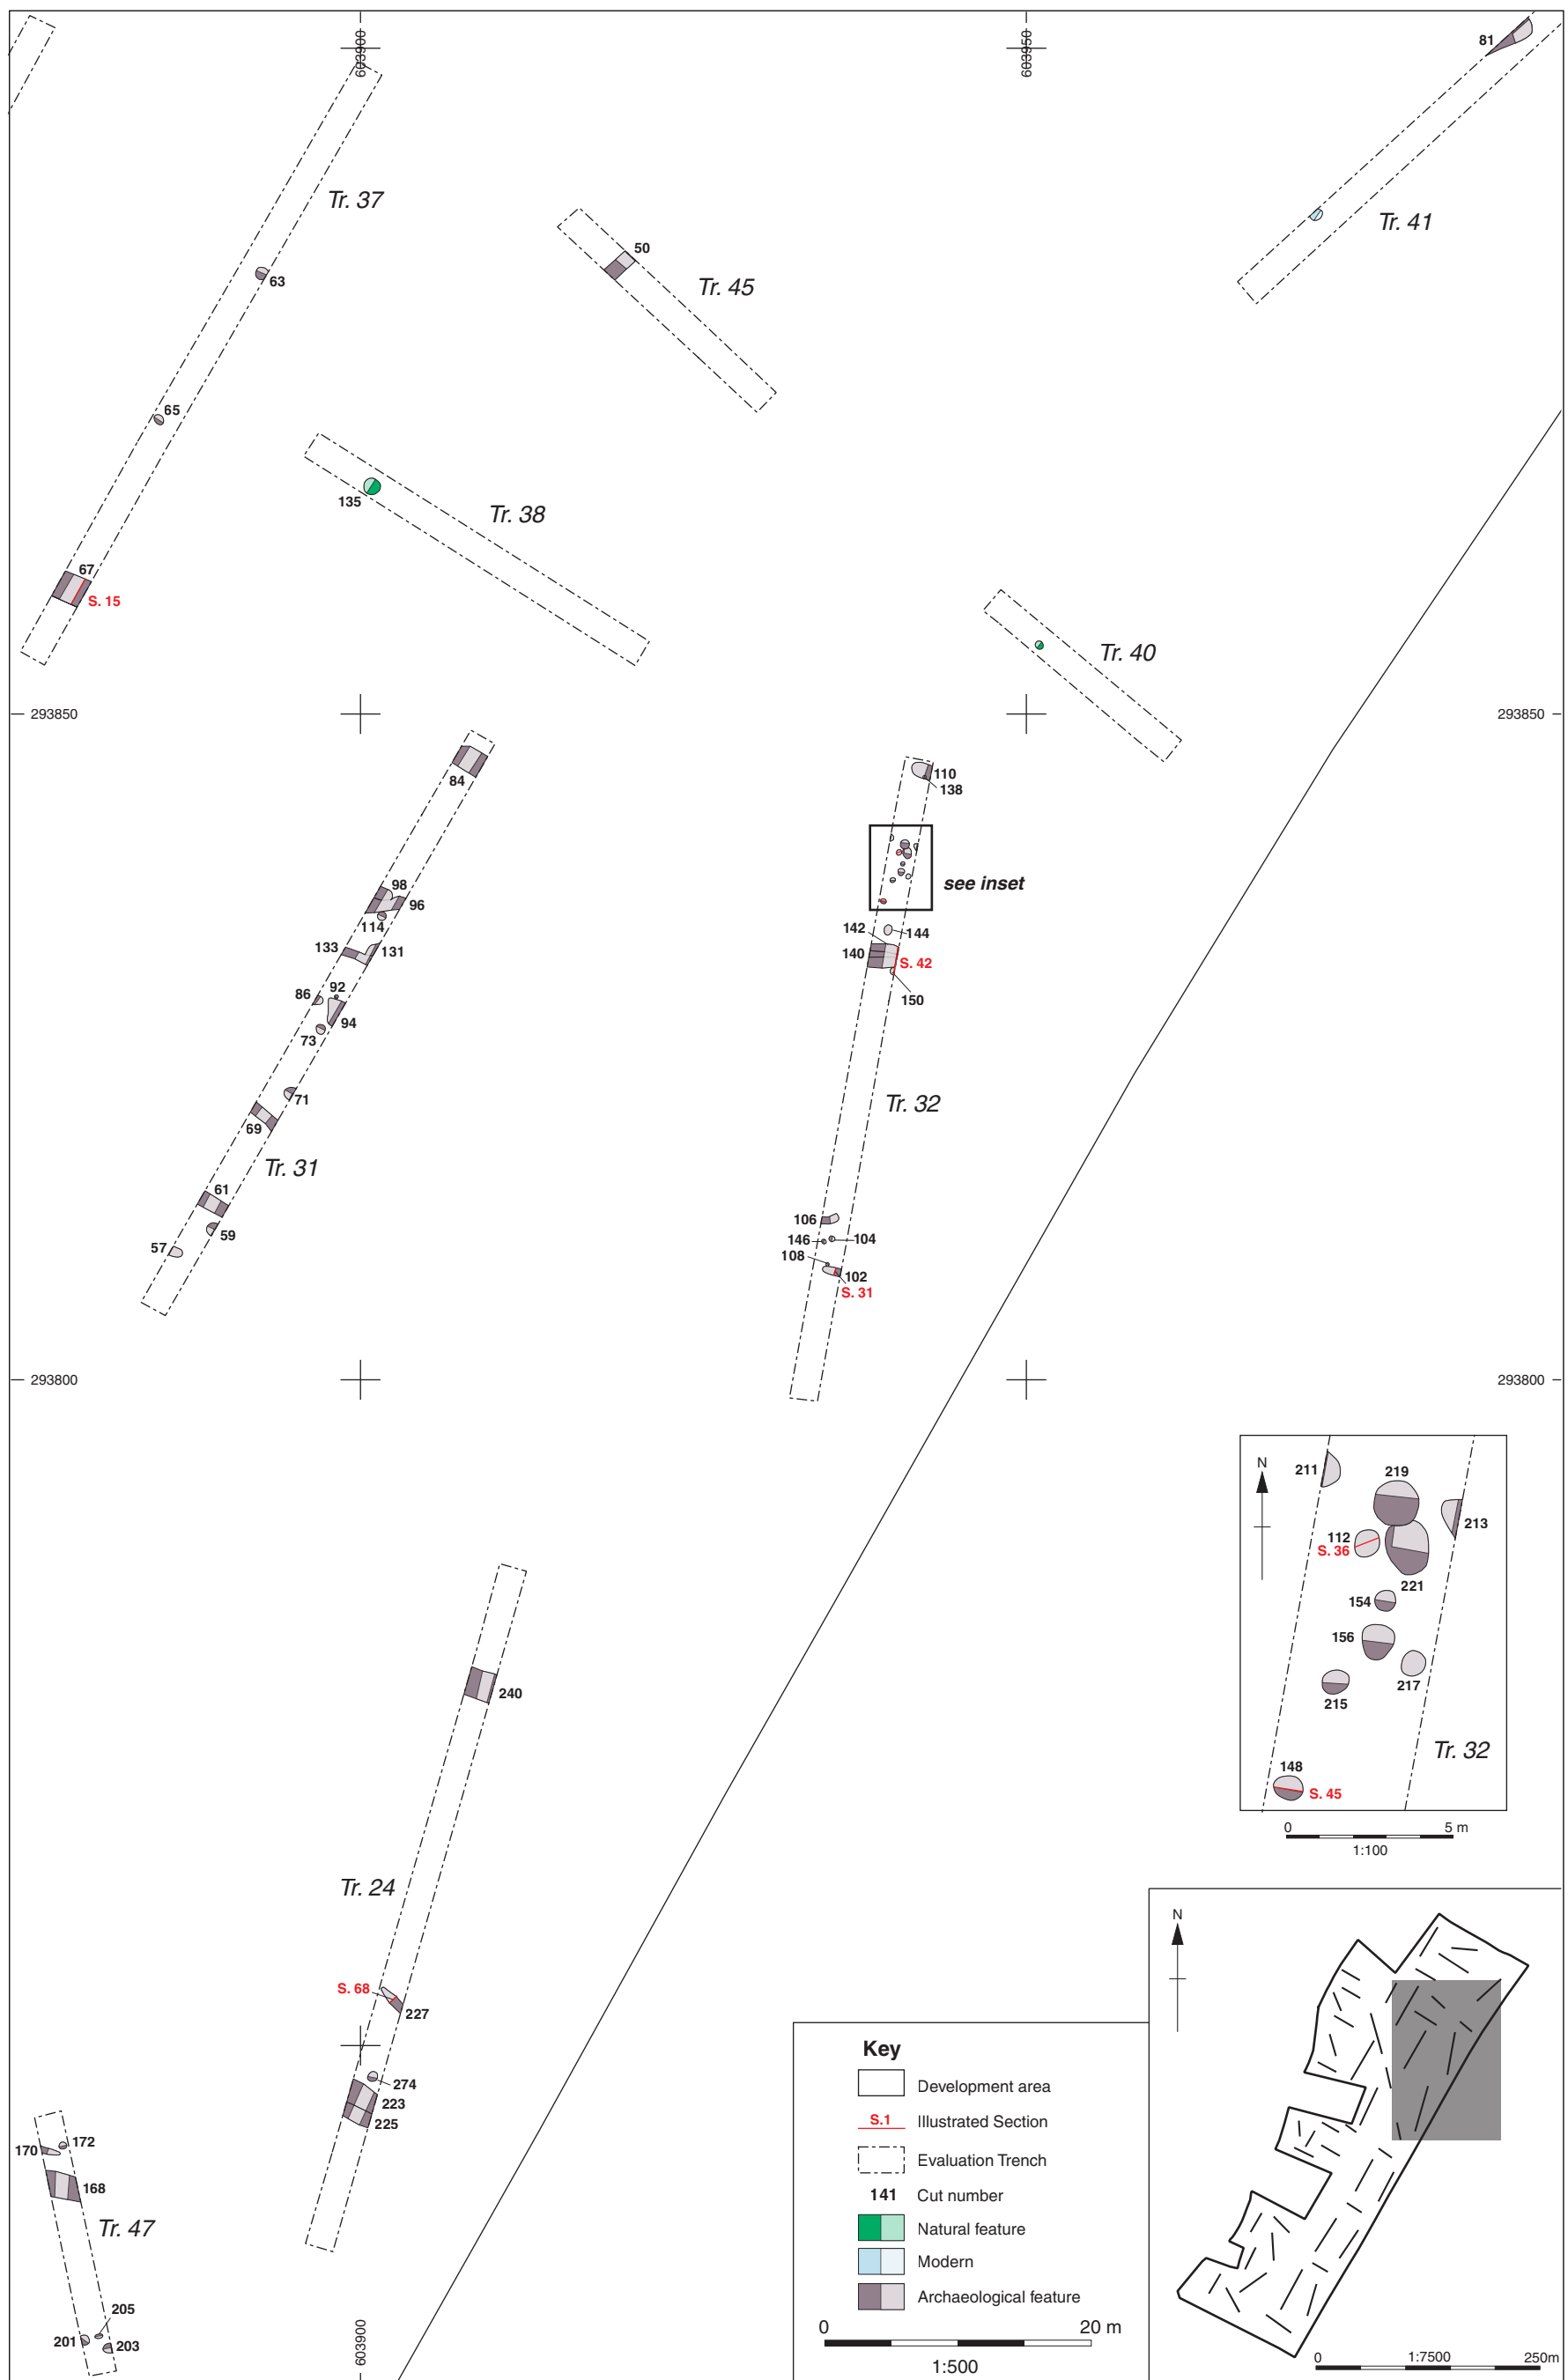 603900
603950
81
Tr. 37
Tr. 41
50
63
Tr. 45
65
135
Tr. 38
67
S. 15
Tr. 40
293850
293850
84
110
138
98
96
see inset
114
142
144
133
131
140
S. 42
92
86
150
94
73
71
Tr. 32
69
Tr. 31
61
106
59
146
104
57
108
102
S. 31
293800
293800
N
211
219
213
112
S. 36
221
154
156
217
215
240
Tr. 32
148
S. 45
0 5 m
1:100
Tr. 24
N
S. 68
227
Key
274
Development area
223
S.1 Illustrated Section
225
172
170
Evaluation Trench
168
141 Cut number
Tr. 47
Natural feature
Modern
Archaeological feature
205
0 20 m
201
203
603900
1:500
0 1:7500 250m